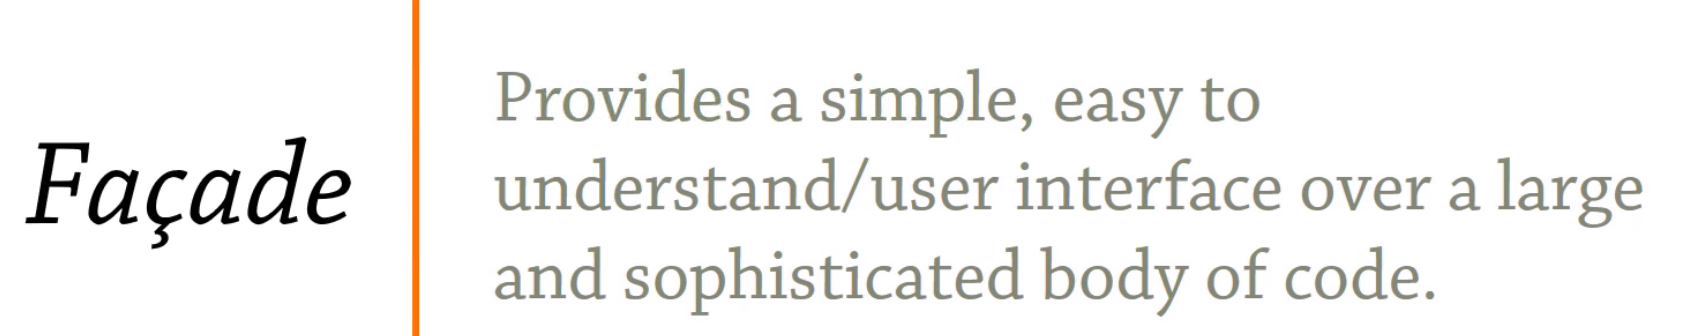 Façade
Provides a simple, easy to
understand/user interface over a large
and sophisticated body of code.